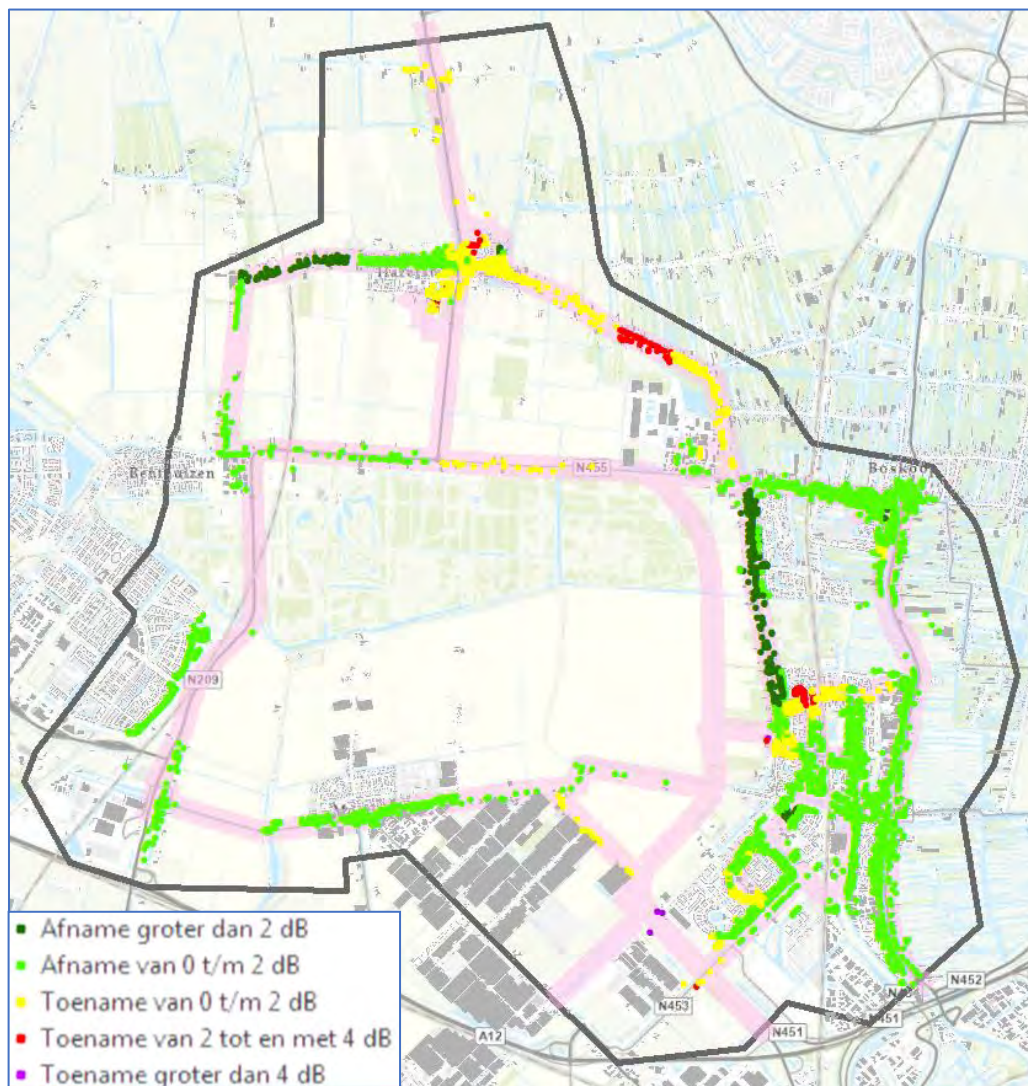 N455
Boskoop
N209
N453
N452
N451
A12
N451
Afname groter dan 2 dB
Afname van 0 t/m 2 dB
Toename van 0 t/m 2 dB
Toename van 2 tot en met 4 dB
Toename groter dan 4 dB